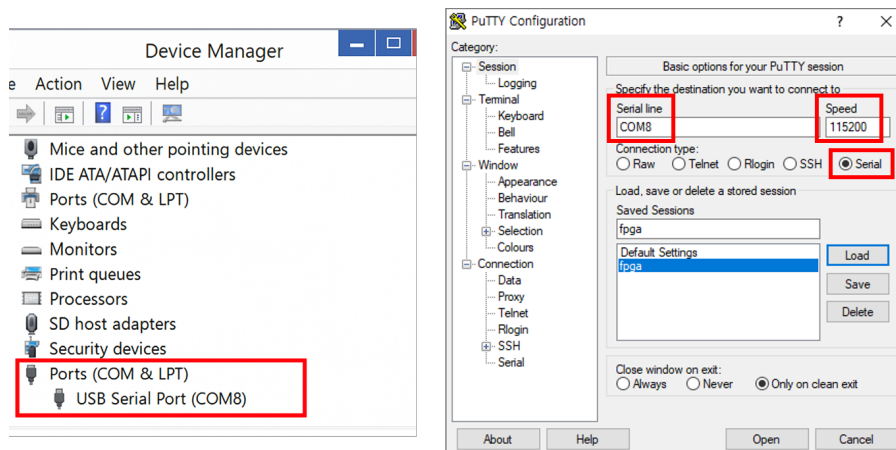 Device Manager
e Action View Help
Mice and other pointing devices
IDE ATA/ATAPI controllers
Ports (COM & LPT)
Keyboards
Monitors
Print queues
Processors
SD host adapters
Security devices
Ports (COM & LPT)
USB Serial Port (COM8)
PuTTY Configuration
Category:
Session
Logging
Terminal
Keyboard
Bell
Features
Window
Appearance
Behaviour
Translation
Selection
Colours
Connection
Data
Proxy
Telnet
Rlogin
SSH
Serial
Basic options for your PuTTY session
Specify the destination you want to connect to
Serial line Speed
COM8 115200
Connection type:
Raw Telnet Rlogin SSH Serial
Load, save or delete a stored session
Saved Sessions
fpga
Default Settings
fpga
Load
Save
Delete
Close window on exit:
Always Never Only on clean exit
About Help Open Cancel